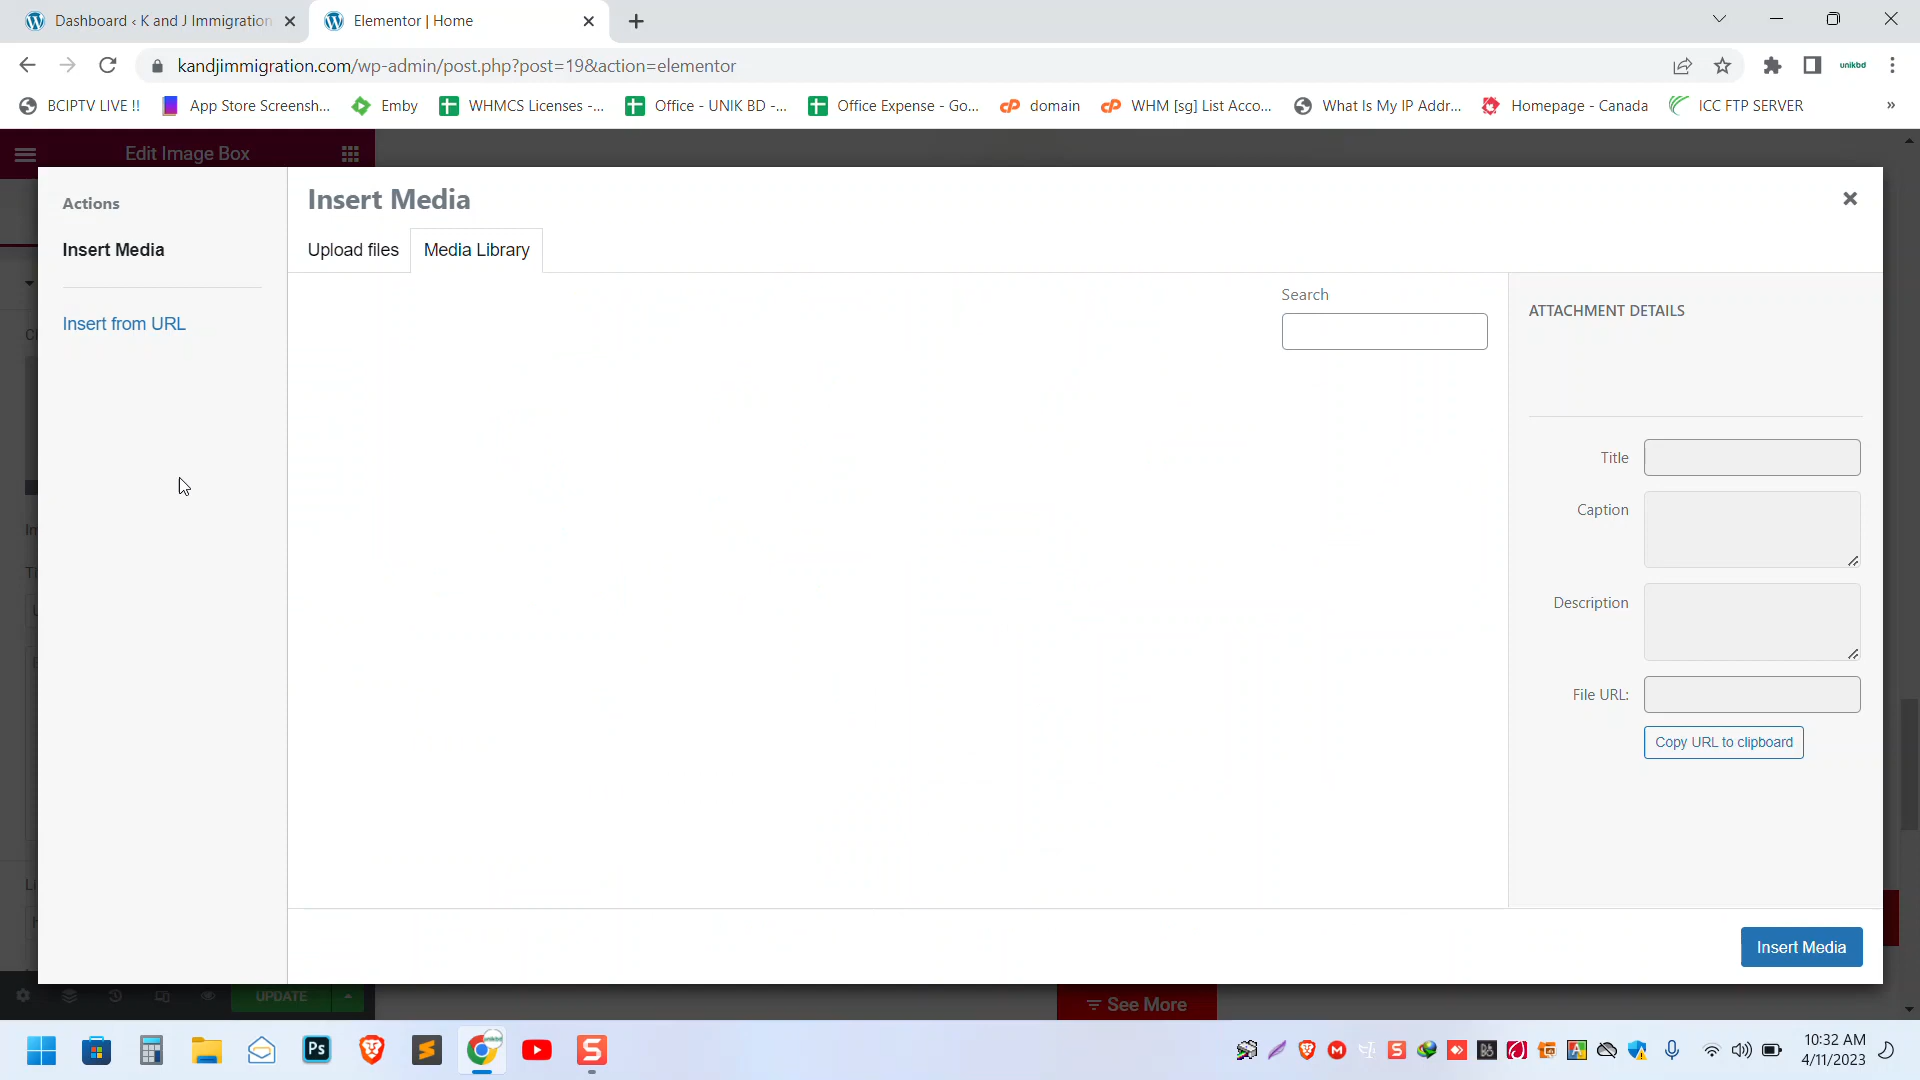 Dashboard ‹ K and J Immigration
Elementor | Home
kandjimmigration.com/wp-admin/post.php?post=19&action=elementor
unikbd
BCIPTV LIVE !!
App Store Screensh...
Emby
WHMCS Licenses -...
Office - UNIK BD -...
Office Expense - Go...
domain
WHM [sg] List Acco...
What Is My IP Addr...
Homepage - Canada
ICC FTP SERVER
»
Edit Image Box
Actions
Insert Media
Insert from URL
Insert Media
Upload files
Media Library
Search
ATTACHMENT DETAILS
Title
Caption
Description
File URL:
Copy URL to clipboard
Insert Media
UPDATE
See More
Ps
10:32 AM
4/11/2023